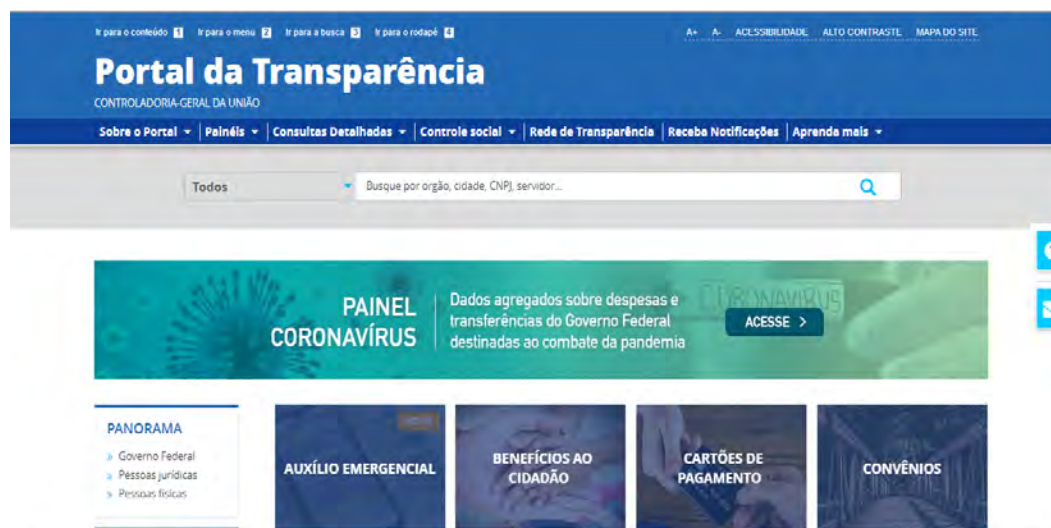 Ir para o conteúdo 1 Ir para o menu 2 Ir para a busca 3 Ir para o rodapé 4
A+ A- ACESSIBILIDADE ALTO CONTRASTE MAPA DO SITE
Portal da Transparência
CONTROLADORIA-GERAL DA UNIÃO
Sobre o Portal Painéis Consultas Detalhadas Controle social Rede de Transparência Receba Notificações Aprenda mais
Todos
Busque por orgão, cidade, CNPJ, servidor...
PAINEL
CORONAVÍRUS
Dados agregados sobre despesas e
transferências do Governo Federal
destinadas ao combate da pandemia
CORONAVIRUS
ACESSE >
PANORAMA
» Governo Federal
» Pessoas jurídicas
» Pessoas físicas
AUXÍLIO EMERGENCIAL
BENEFÍCIOS AO
CIDADÃO
CARTÕES DE
PAGAMENTO
CONVÊNIOS